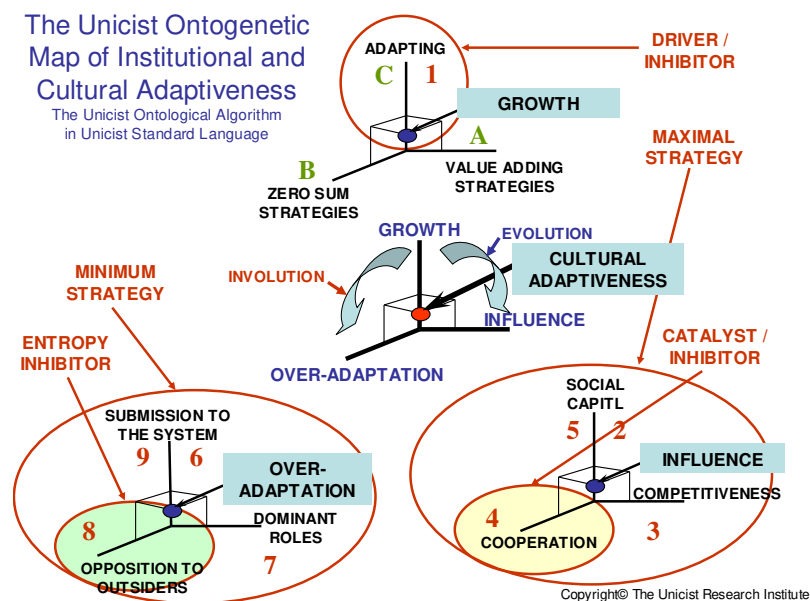 The Unicist Ontogenetic
Map of Institutional and
Cultural Adaptiveness
The Unicist Ontological Algorithm
in Unicist Standard Language
ADAPTING
C 1
DRIVER /
INHIBITOR
GROWTH
A
B
VALUE ADDING
STRATEGIES
ZERO SUM
STRATEGIES
MAXIMAL
STRATEGY
GROWTH
EVOLUTION
INVOLUTION
CULTURAL
ADAPTIVENESS
INFLUENCE
OVER-ADAPTATION
MINIMUM
STRATEGY
ENTROPY
INHIBITOR
CATALYST /
INHIBITOR
SUBMISSION TO
THE SYSTEM
9 6
OVER-
ADAPTATION
DOMINANT
ROLES
8
7
OPPOSITION TO
OUTSIDERS
SOCIAL
CAPITL
5 2
INFLUENCE
COMPETITIVENESS
4
3
COOPERATION
Copyright© The Unicist Research Institute